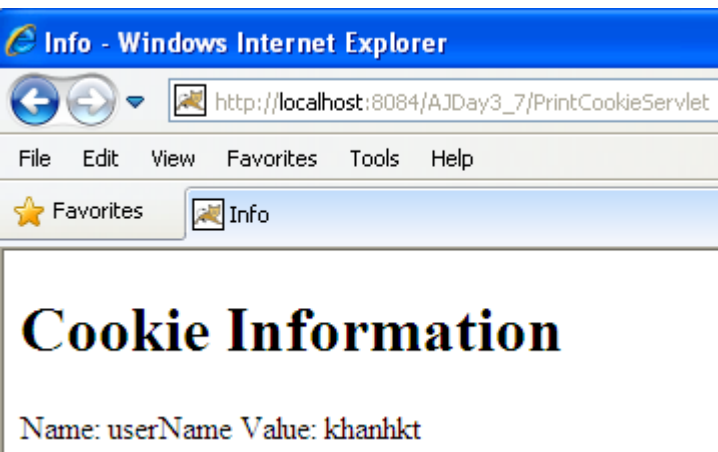 Info - Windows Internet Explorer
http://localhost:8084/AJDay3_7/PrintCookieServlet
File Edit View Favorites Tools Help
Favorites Info
Cookie Information
Name: userName Value: khanhkt